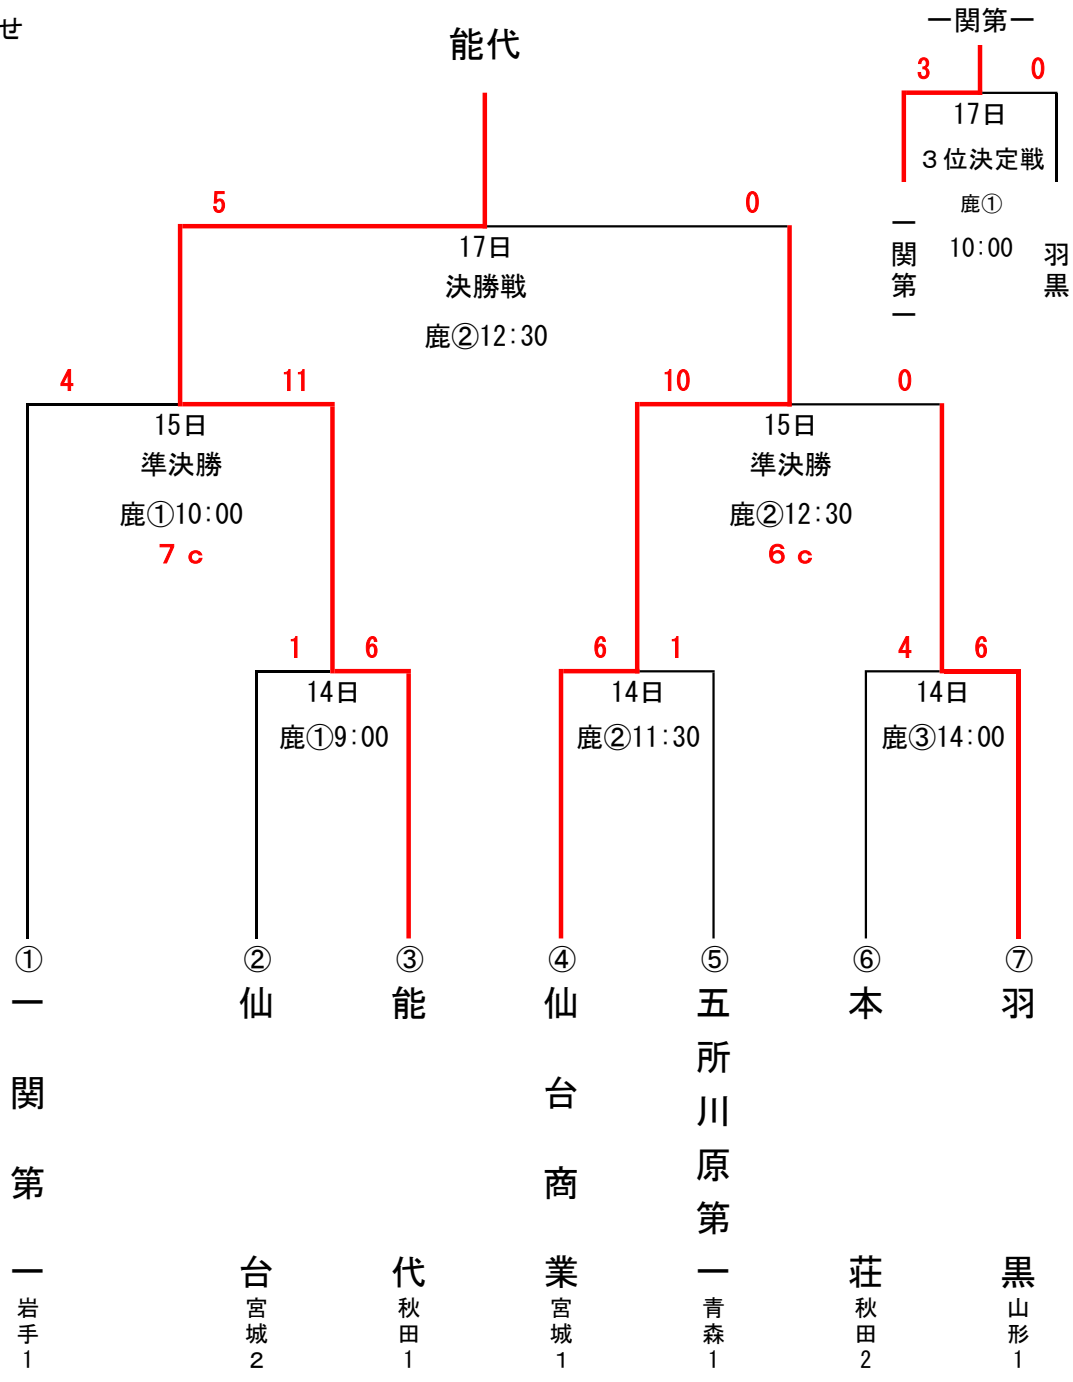 せ
能代
一関第一
3 0
17日
３位決定戦
鹿①
10:00
一関第一
羽黒
5 0
17日
決勝戦
鹿②12:30
4 11
15日
準決勝
鹿①10:00
７ｃ
10 0
15日
準決勝
鹿②12:30
６ｃ
1 6
14日
鹿①9:00
6 1
14日
鹿②11:30
4 6
14日
鹿③14:00
①
一関第一
岩手1
②
仙台
宮城２
③
能代
秋田1
④
仙台商業
宮城１
⑤
五所川原第一
青森1
⑥
本荘
秋田2
⑦
羽黒
山形1